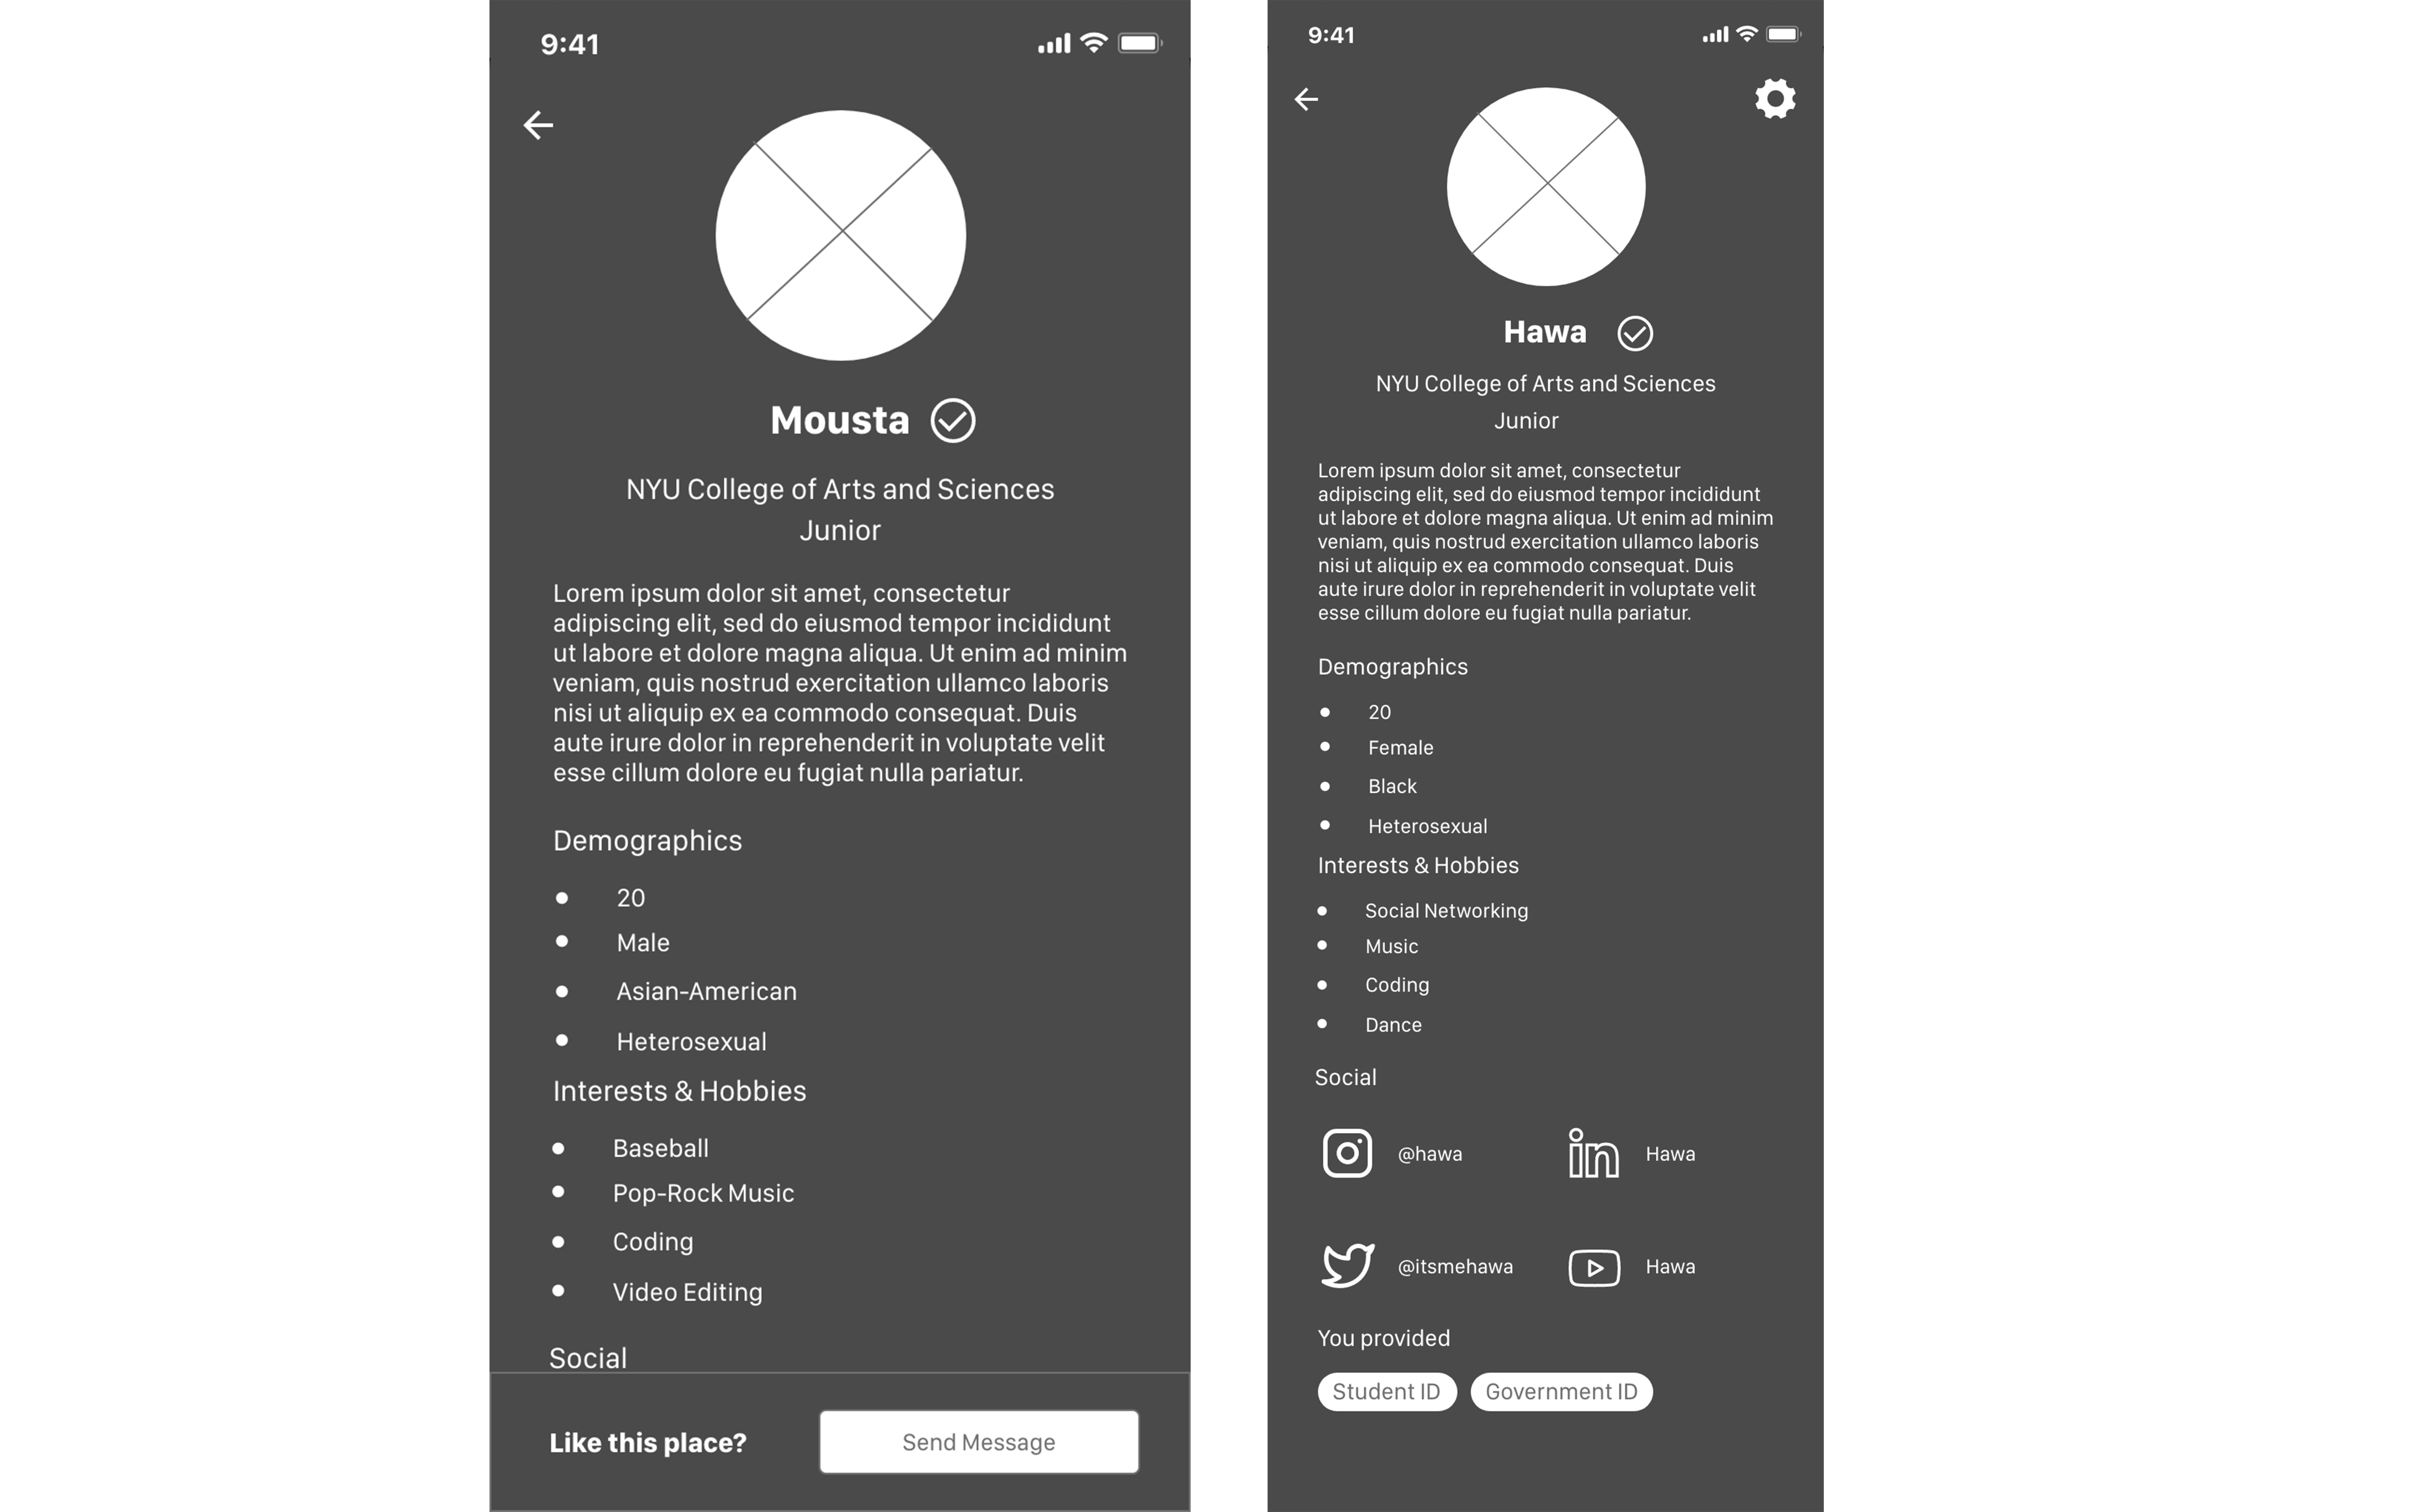 9:41
Mousta
NYU College of Arts and Sciences
Junior
Lorem ipsum dolor sit amet, consectetur
adipiscing elit, sed do eiusmod tempor incididunt
ut labore et dolore magna aliqua. Ut enim ad minim
veniam, quis nostrud exercitation ullamco laboris
nisi ut aliquip ex ea commodo consequat. Duis
aute irure dolor in reprehenderit in voluptate velit
esse cillum dolore eu fugiat nulla pariatur.
Demographics
20
Male
Asian-American
Heterosexual
Interests & Hobbies
Baseball
Pop-Rock Music
Coding
Video Editing
Social
Like this place?
Send Message
9:41
Hawa
NYU College of Arts and Sciences
Junior
Lorem ipsum dolor sit amet, consectetur
adipiscing elit, sed do eiusmod tempor incididunt
ut labore et dolore magna aliqua. Ut enim ad minim
veniam, quis nostrud exercitation ullamco laboris
nisi ut aliquip ex ea commodo consequat. Duis
aute irure dolor in reprehenderit in voluptate velit
esse cillum dolore eu fugiat nulla pariatur.
Demographics
20
Female
Black
Heterosexual
Interests & Hobbies
Social Networking
Music
Coding
Dance
Social
@hawa
in Hawa
@itsmehawa
Hawa
You provided
Student ID
Government ID